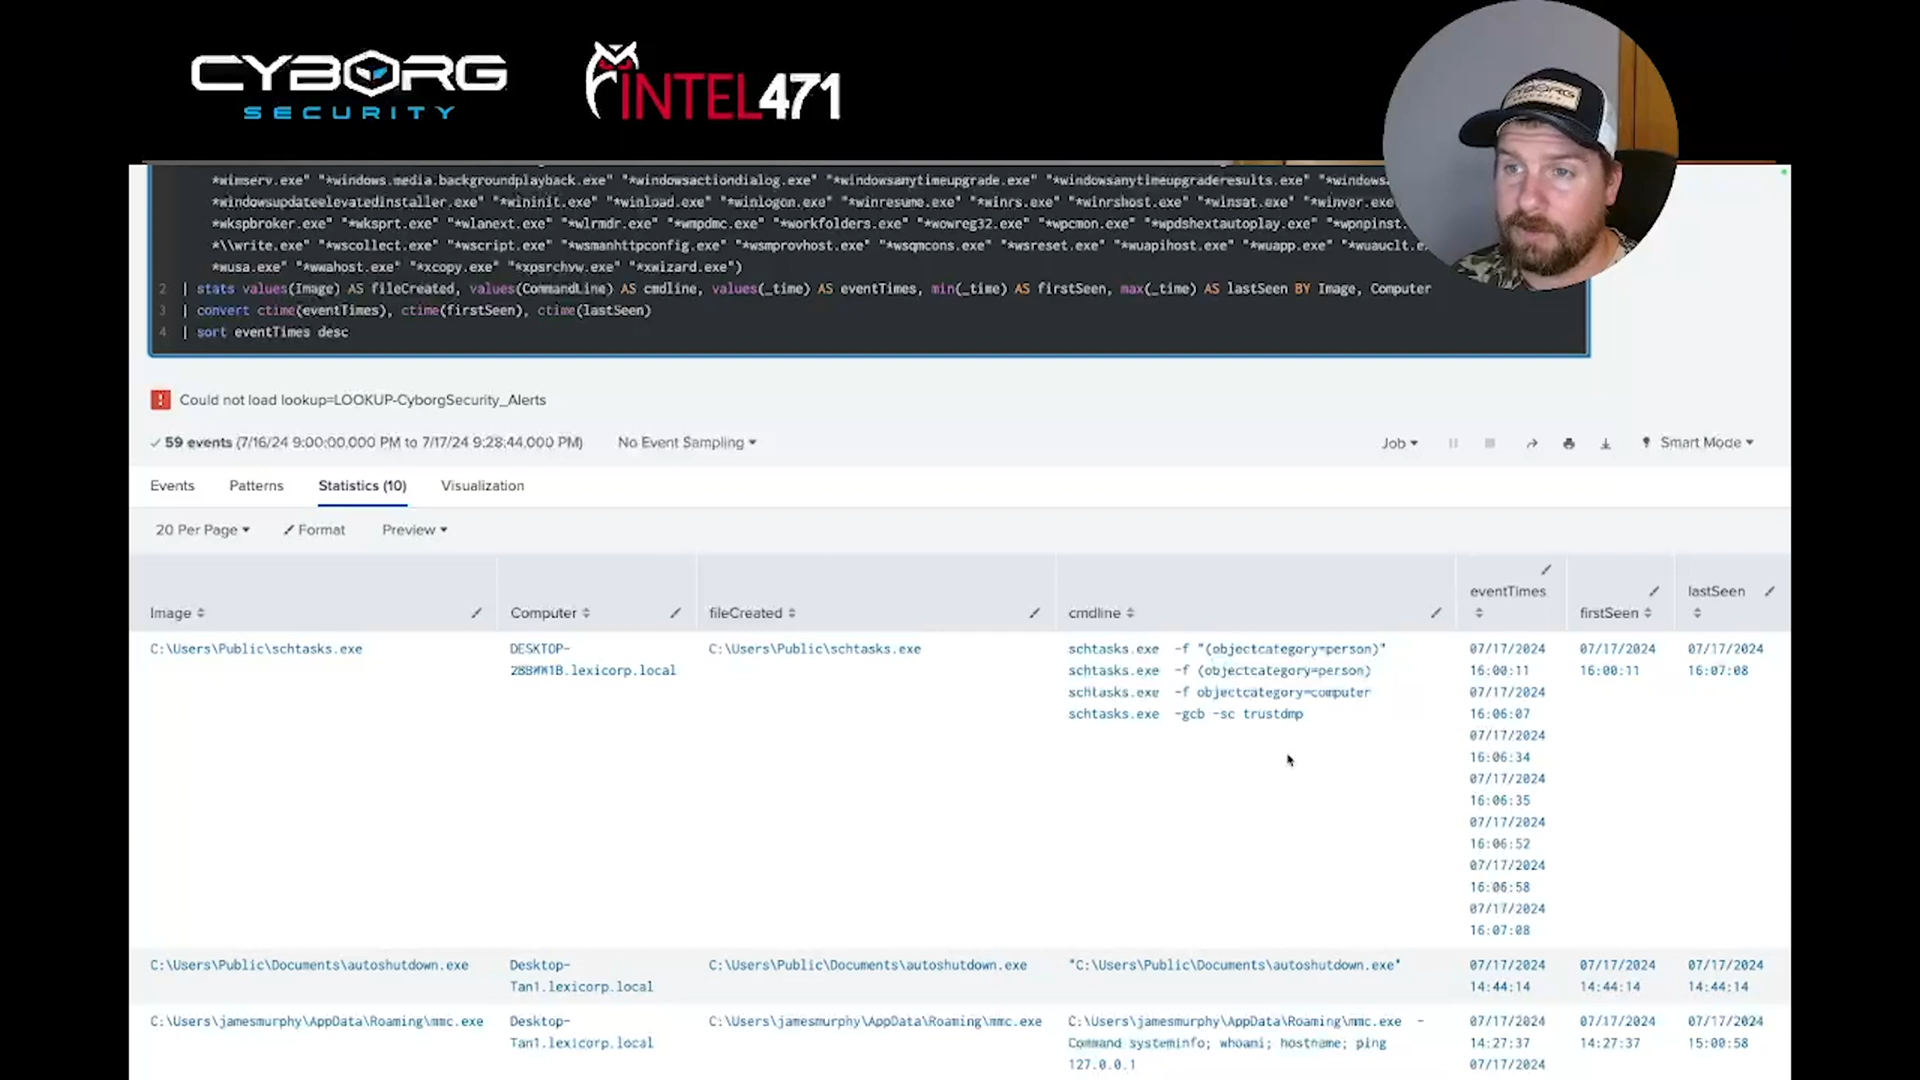 CYBORG
SECURITY
INTEL471
CYBORG
*wimserv.exe" "*windows.media.backgroundplayback.exe" "*windowsactiondialog.exe" "*windowsanytimeupgrade.exe" "*windowsanytimeupgraderesults.exe" "*windows
*windowsupdateelevatedinstaller.exe" "*wininit.exe" "*winload.exe" "*winlogon.exe" "*winresume.exe" "*winrs.exe" "*winrshost.exe" "*winsat.exe" "*winver.exe
*wkspbroker.exe" "*wksprt.exe" "*wlanext.exe" "*wlrmdr.exe" "*wmpdmc.exe" "*workfolders.exe" "*wowreg32.exe" "*wpcmon.exe" "*wpdshextautoplay.exe" "*wpnpinst.
*\\write.exe" "*wscollect.exe" "*wscript.exe" "*wsmanhttpconfig.exe" "*wsmprovhost.exe" "*wsqmcons.exe" "*wsreset.exe" "*wuapihost.exe" "*wuapp.exe" "*wuauclt.e
*wusa.exe" "*wwahost.exe" "*xcopy.exe" "*xpsrchvw.exe" "*xwizard.exe")
2 | stats values(Image) AS fileCreated, values(CommandLine) AS cmdline, values(_time) AS eventTimes, min(_time) AS firstSeen, max(_time) AS lastSeen BY Image, Computer
3 | convert ctime(eventTimes), ctime(firstSeen), ctime(lastSeen)
4 | sort eventTimes desc
! Could not load lookup=LOOKUP-CyborgSecurity_Alerts
59 events (7/16/24 9:00:00.000 PM to 7/17/24 9:28:44.000 PM) No Event Sampling
Job Smart Mode
Events Patterns Statistics (10) Visualization
20 Per Page Format Preview
Image Computer fileCreated cmdline eventTimes firstSeen lastSeen
C:\Users\Public\schtasks.exe
DESKTOP-
28BWW1B.lexicorp.local
C:\Users\Public\schtasks.exe
schtasks.exe -f "(objectcategory=person)"
schtasks.exe -f (objectcategory=person)
schtasks.exe -f objectcategory=computer
schtasks.exe -gcb -sc trustdmp
07/17/2024
16:00:11
07/17/2024
16:06:07
07/17/2024
16:06:34
07/17/2024
16:06:35
07/17/2024
16:06:52
07/17/2024
16:06:58
07/17/2024
16:07:08
07/17/2024
16:00:11
07/17/2024
16:07:08
C:\Users\Public\Documents\autoshutdown.exe
Desktop-
Tan1.lexicorp.local
C:\Users\Public\Documents\autoshutdown.exe
"C:\Users\Public\Documents\autoshutdown.exe"
07/17/2024
14:44:14
07/17/2024
14:44:14
07/17/2024
14:44:14
C:\Users\jamesmurphy\AppData\Roaming\mmc.exe
Desktop-
Tan1.lexicorp.local
C:\Users\jamesmurphy\AppData\Roaming\mmc.exe
C:\Users\jamesmurphy\AppData\Roaming\mmc.exe -
Command systeminfo; whoami; hostname; ping
127.0.0.1
07/17/2024
14:27:37
07/17/2024
07/17/2024
14:27:37
07/17/2024
15:00:58